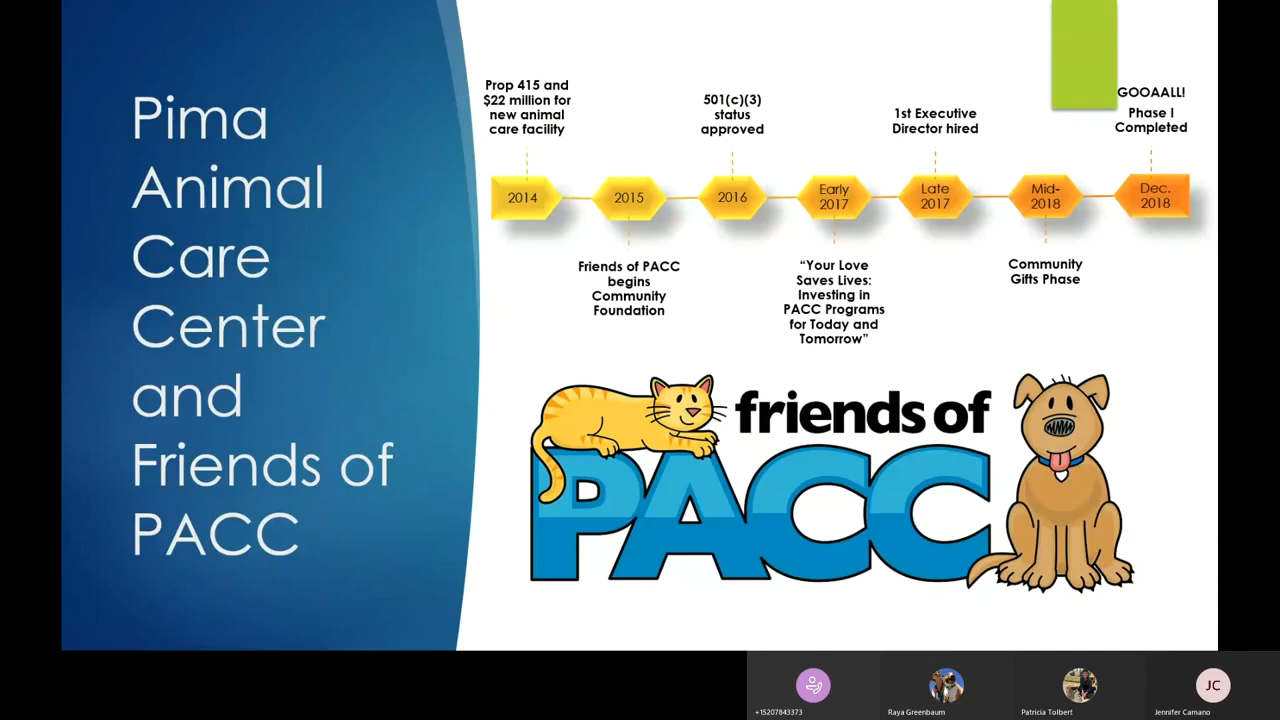 Pima
Animal
Care
Center
and
Friends of
PACC
Prop 415 and
$22 million for
new animal
care facility
501(c)(3)
status
approved
1st Executive
Director hired
GOOAALL!
Phase I
Completed
2014
2015
2016
Early
2017
Late
2017
Mid-
2018
Dec.
2018
Friends of PACC
begins
Community
Foundation
“Your Love
Saves Lives:
Investing in
PACC Programs
for Today and
Tomorrow”
Community
Gifts Phase
friends of
PACC
JC
+15207843373
Raya Greenbaum
Patricia Tolbert
Jennifer Camano